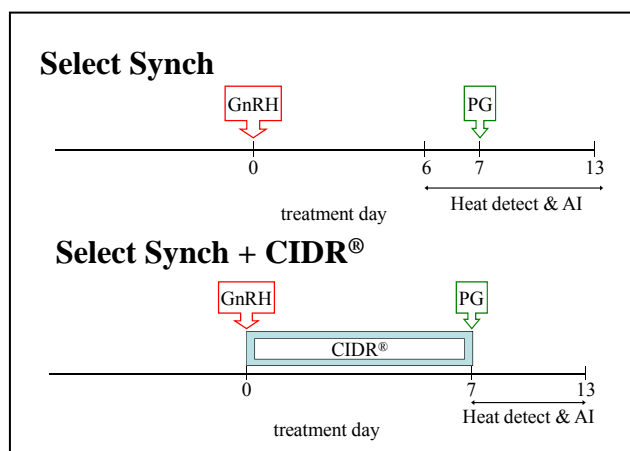 Select Synch
GnRH
PG
0
6
7
13
Heat detect & AI
treatment day
Select Synch + CIDR®
GnRH
PG
CIDR®
0
7
13
Heat detect & AI
treatment day